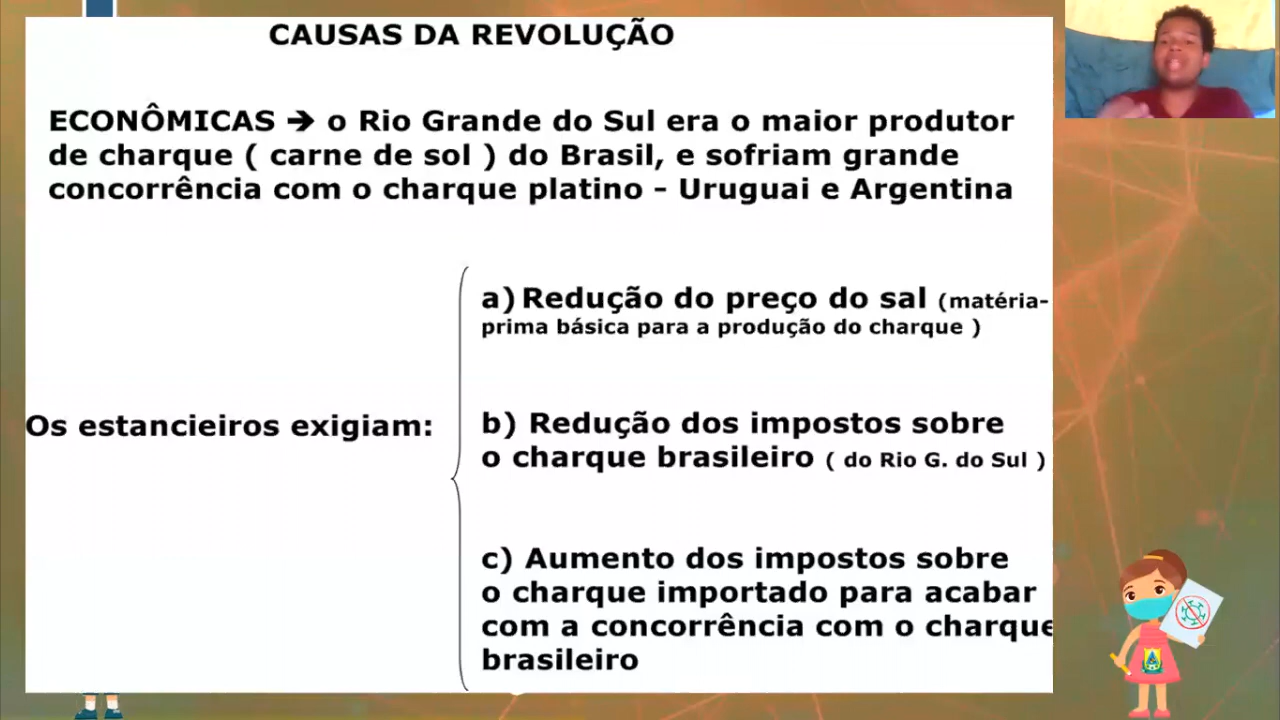 CAUSAS DA REVOLUÇÃO
ECONÔMICAS ➔ o Rio Grande do Sul era o maior produtor
de charque ( carne de sol ) do Brasil, e sofriam grande
concorrência com o charque platino – Uruguai e Argentina
Os estancieiros exigiam:
a) Redução do preço do sal (matéria-
prima básica para a produção do charque )
b) Redução dos impostos sobre
o charque brasileiro ( do Rio G. do Sul )
c) Aumento dos impostos sobre
o charque importado para acabar
com a concorrência com o charque
brasileiro